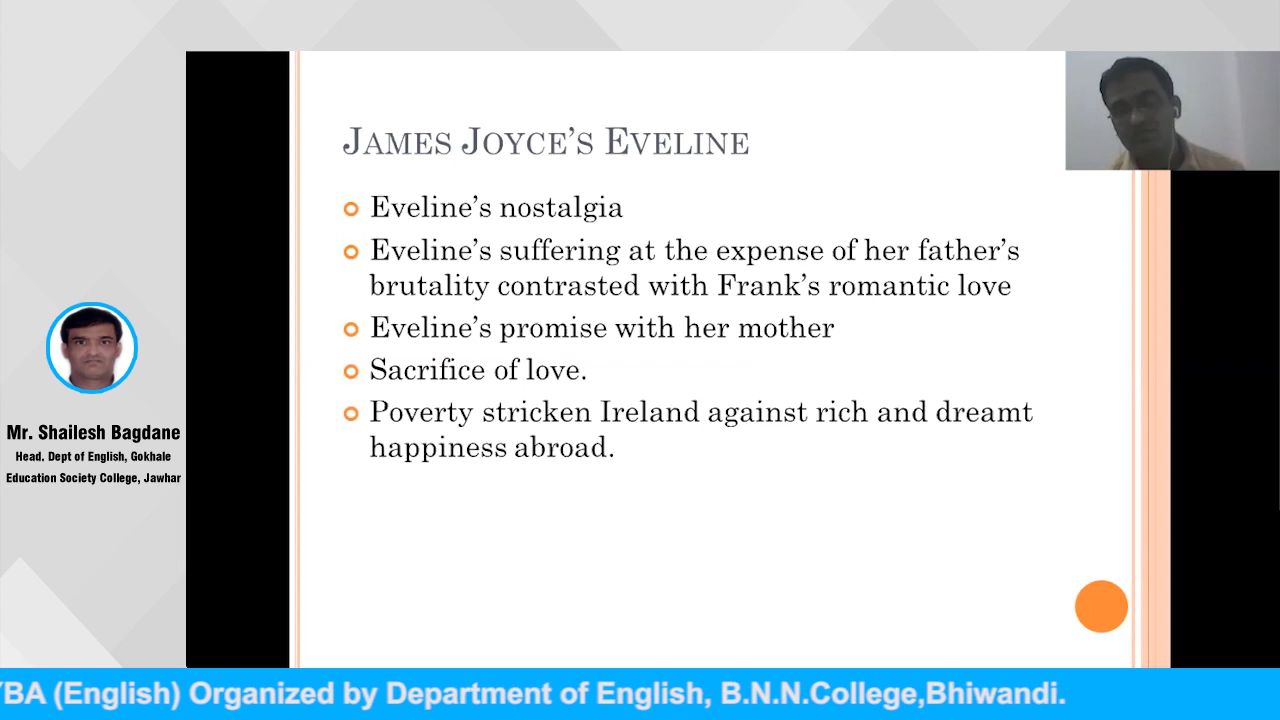 JAMES JOYCE'S EVELINE
Eveline's nostalgia
Eveline's suffering at the expense of her father's
brutality contrasted with Frank's romantic love
Eveline's promise with her mother
Sacrifice of love.
Poverty stricken Ireland against rich and dreamt
happiness abroad.
Mr. Shailesh Bagdane
Head. Dept of English, Gokhale
Education Society College, Jawhar
YBA (English) Organized by Department of English, B.N.N.College,Bhiwandi.